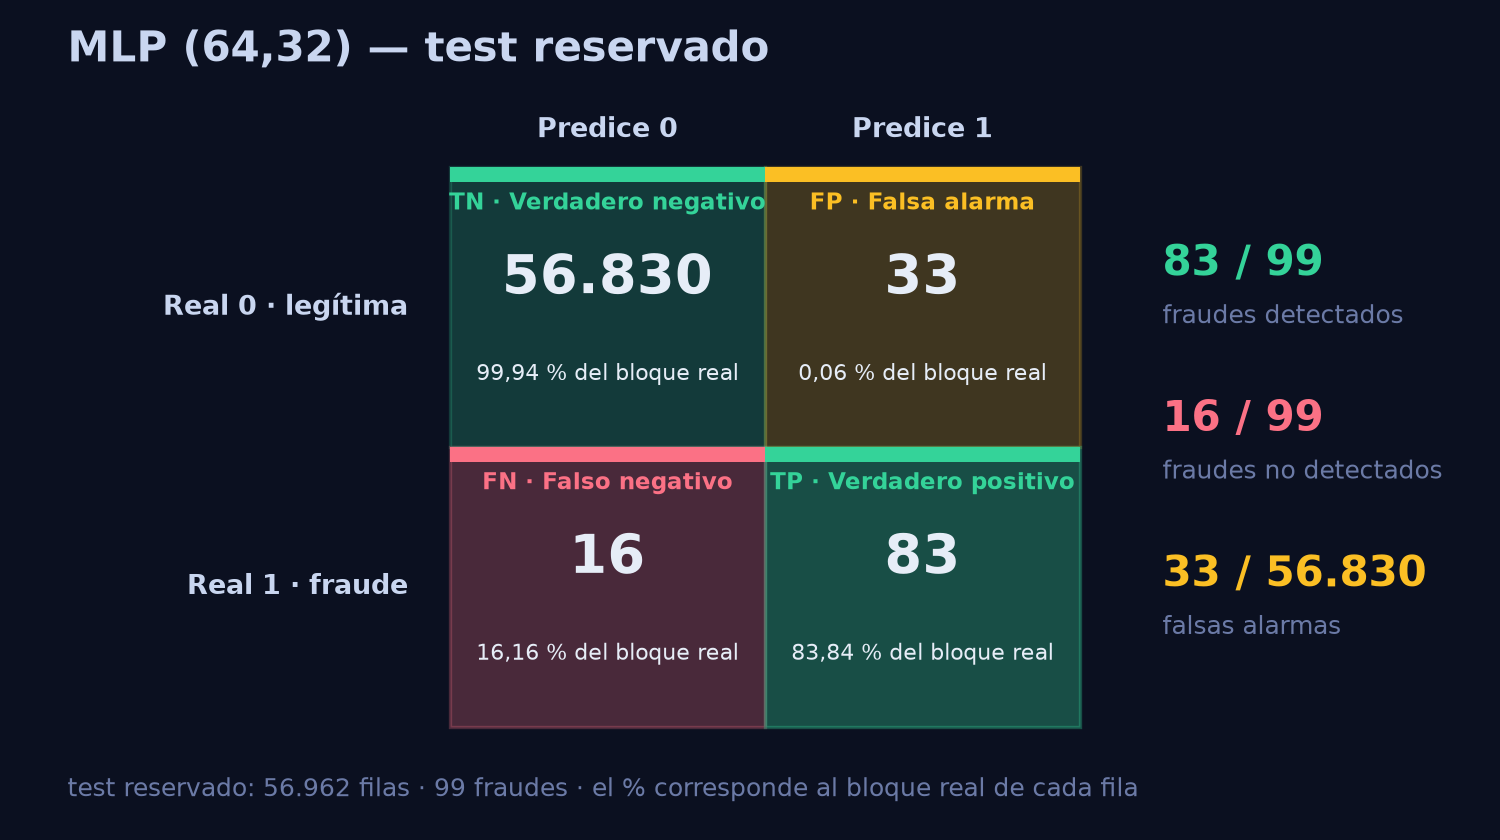 MLP (64,32) — test reservado
Predice 0
Predice 1
TN · Verdadero negativo
FP · Falsa alarma
56.830
33
83 / 99
Real 0 · legítima
fraudes detectados
99,94 % del bloque real
0,06 % del bloque real
16 / 99
fraudes no detectados
FN · Falso negativo
TP · Verdadero positivo
16
83
33 / 56.830
Real 1 · fraude
falsas alarmas
16,16 % del bloque real
83,84 % del bloque real
test reservado: 56.962 filas · 99 fraudes · el % corresponde al bloque real de cada fila